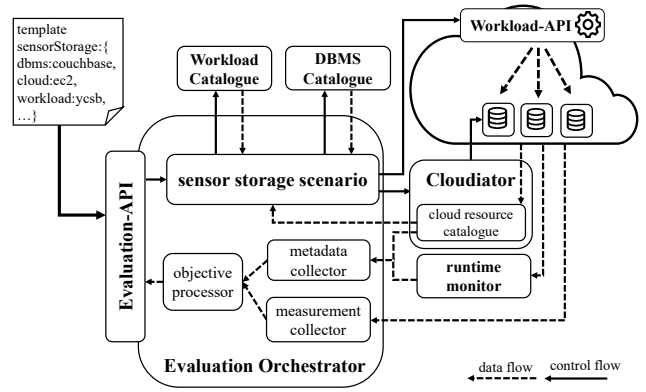 template
sensorStorage:{
dbms:couchbase,
cloud:ec2,
workload:ycsb,
...}
Workload
Catalogue
DBMS
Catalogue
Workload-API
Evaluation-API
sensor storage scenario
Cloudiator
cloud resource
catalogue
objective
processor
metadata
collector
measurement
collector
runtime
monitor
Evaluation Orchestrator
data flow
control flow